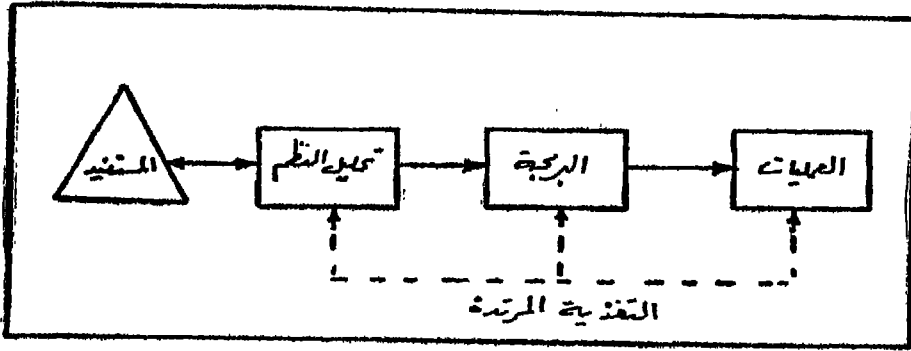 المستفيد
تحليل النظم
البرمجة
العمليات
التغذية المرتدة